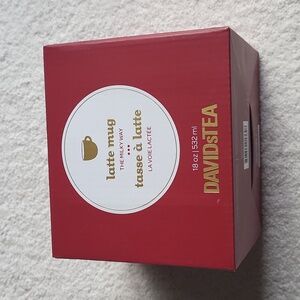 latte mug
THE MILKY WAY
tasse à latte
LA VOIE LACTÉE
18 oz | 532 ml
DAVIDsTEA